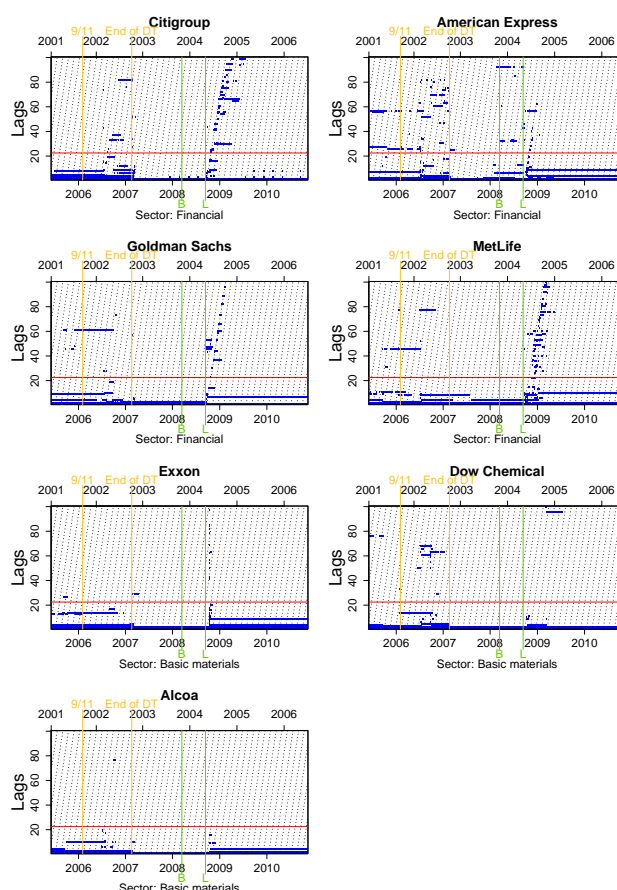 Citigroup
9/11 End of DT
2001 2002 2003 2004 2005 2006
Lags
20 40 60 80
2006 2007 2008 2009 2010
B L
Sector: Financial
American Express
9/11 End of DT
2001 2002 2003 2004 2005 2006
Lags
20 40 60 80
2006 2007 2008 2009 2010
B L
Sector: Financial
Goldman Sachs
9/11 End of DT
2001 2002 2003 2004 2005 2006
Lags
20 40 60 80
2006 2007 2008 2009 2010
B L
Sector: Financial
MetLife
9/11 End of DT
2001 2002 2003 2004 2005 2006
Lags
20 40 60 80
2006 2007 2008 2009 2010
B L
Sector: Financial
Exxon
9/11 End of DT
2001 2002 2003 2004 2005 2006
Lags
20 40 60 80
2006 2007 2008 2009 2010
B L
Sector: Basic materials
Dow Chemical
9/11 End of DT
2001 2002 2003 2004 2005 2006
Lags
20 40 60 80
2006 2007 2008 2009 2010
B L
Sector: Basic materials
Alcoa
9/11 End of DT
2001 2002 2003 2004 2005 2006
Lags
20 40 60 80
2006 2007 2008 2009 2010
B L
Sector: Basic materials